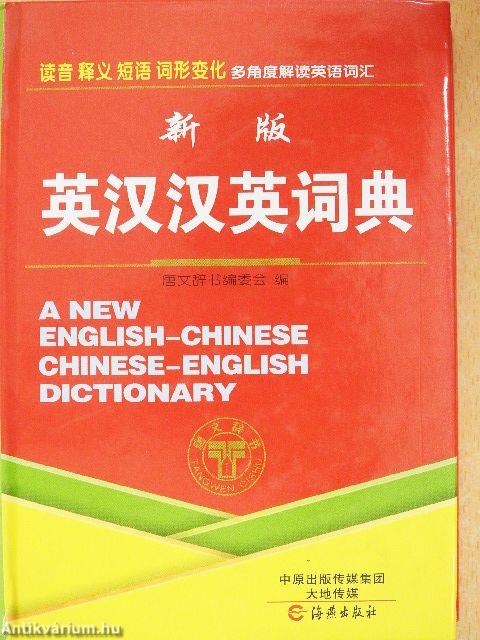 读音 释义 短语 词形变化 多角度解读英语词汇
新版
英汉汉英词典
唐文辞书编委会 编
A NEW
ENGLISH-CHINESE
CHINESE-ENGLISH
DICTIONARY
唐文辞书
TANGWEN CISHU
中原出版传媒集团
大地传媒
海燕出版社
Antikvárium.hu